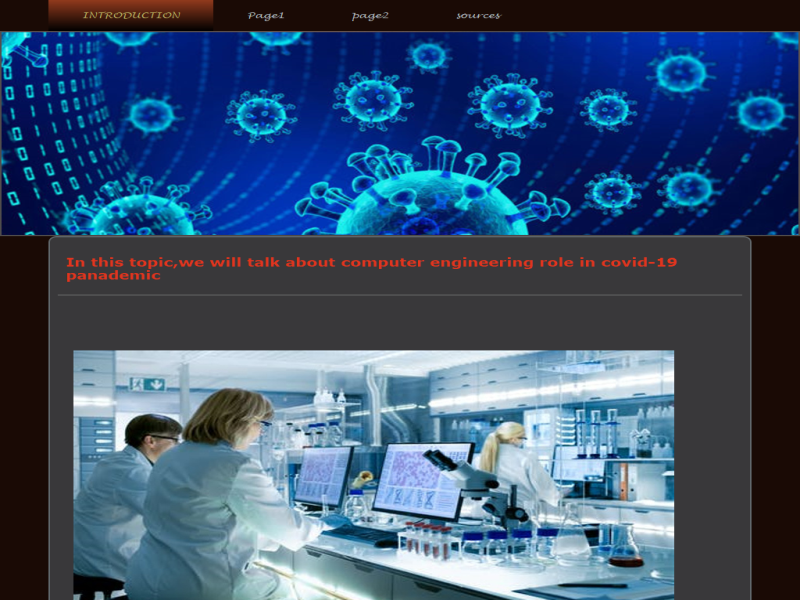 INTRODUCTION
Page1
page2
sources
In this topic,we will talk about computer engineering role in covid-19
panademic